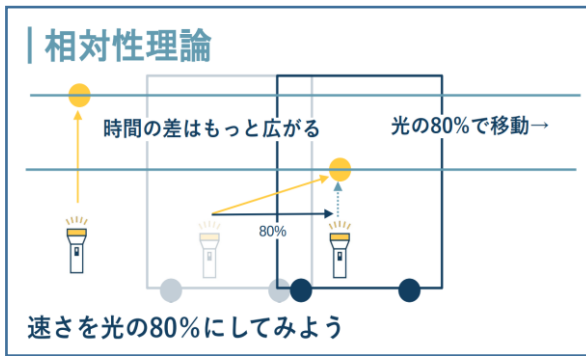 相対性理論
時間の差はもっと広がる
光の80%で移動→
80%
速さを光の80%にしてみよう